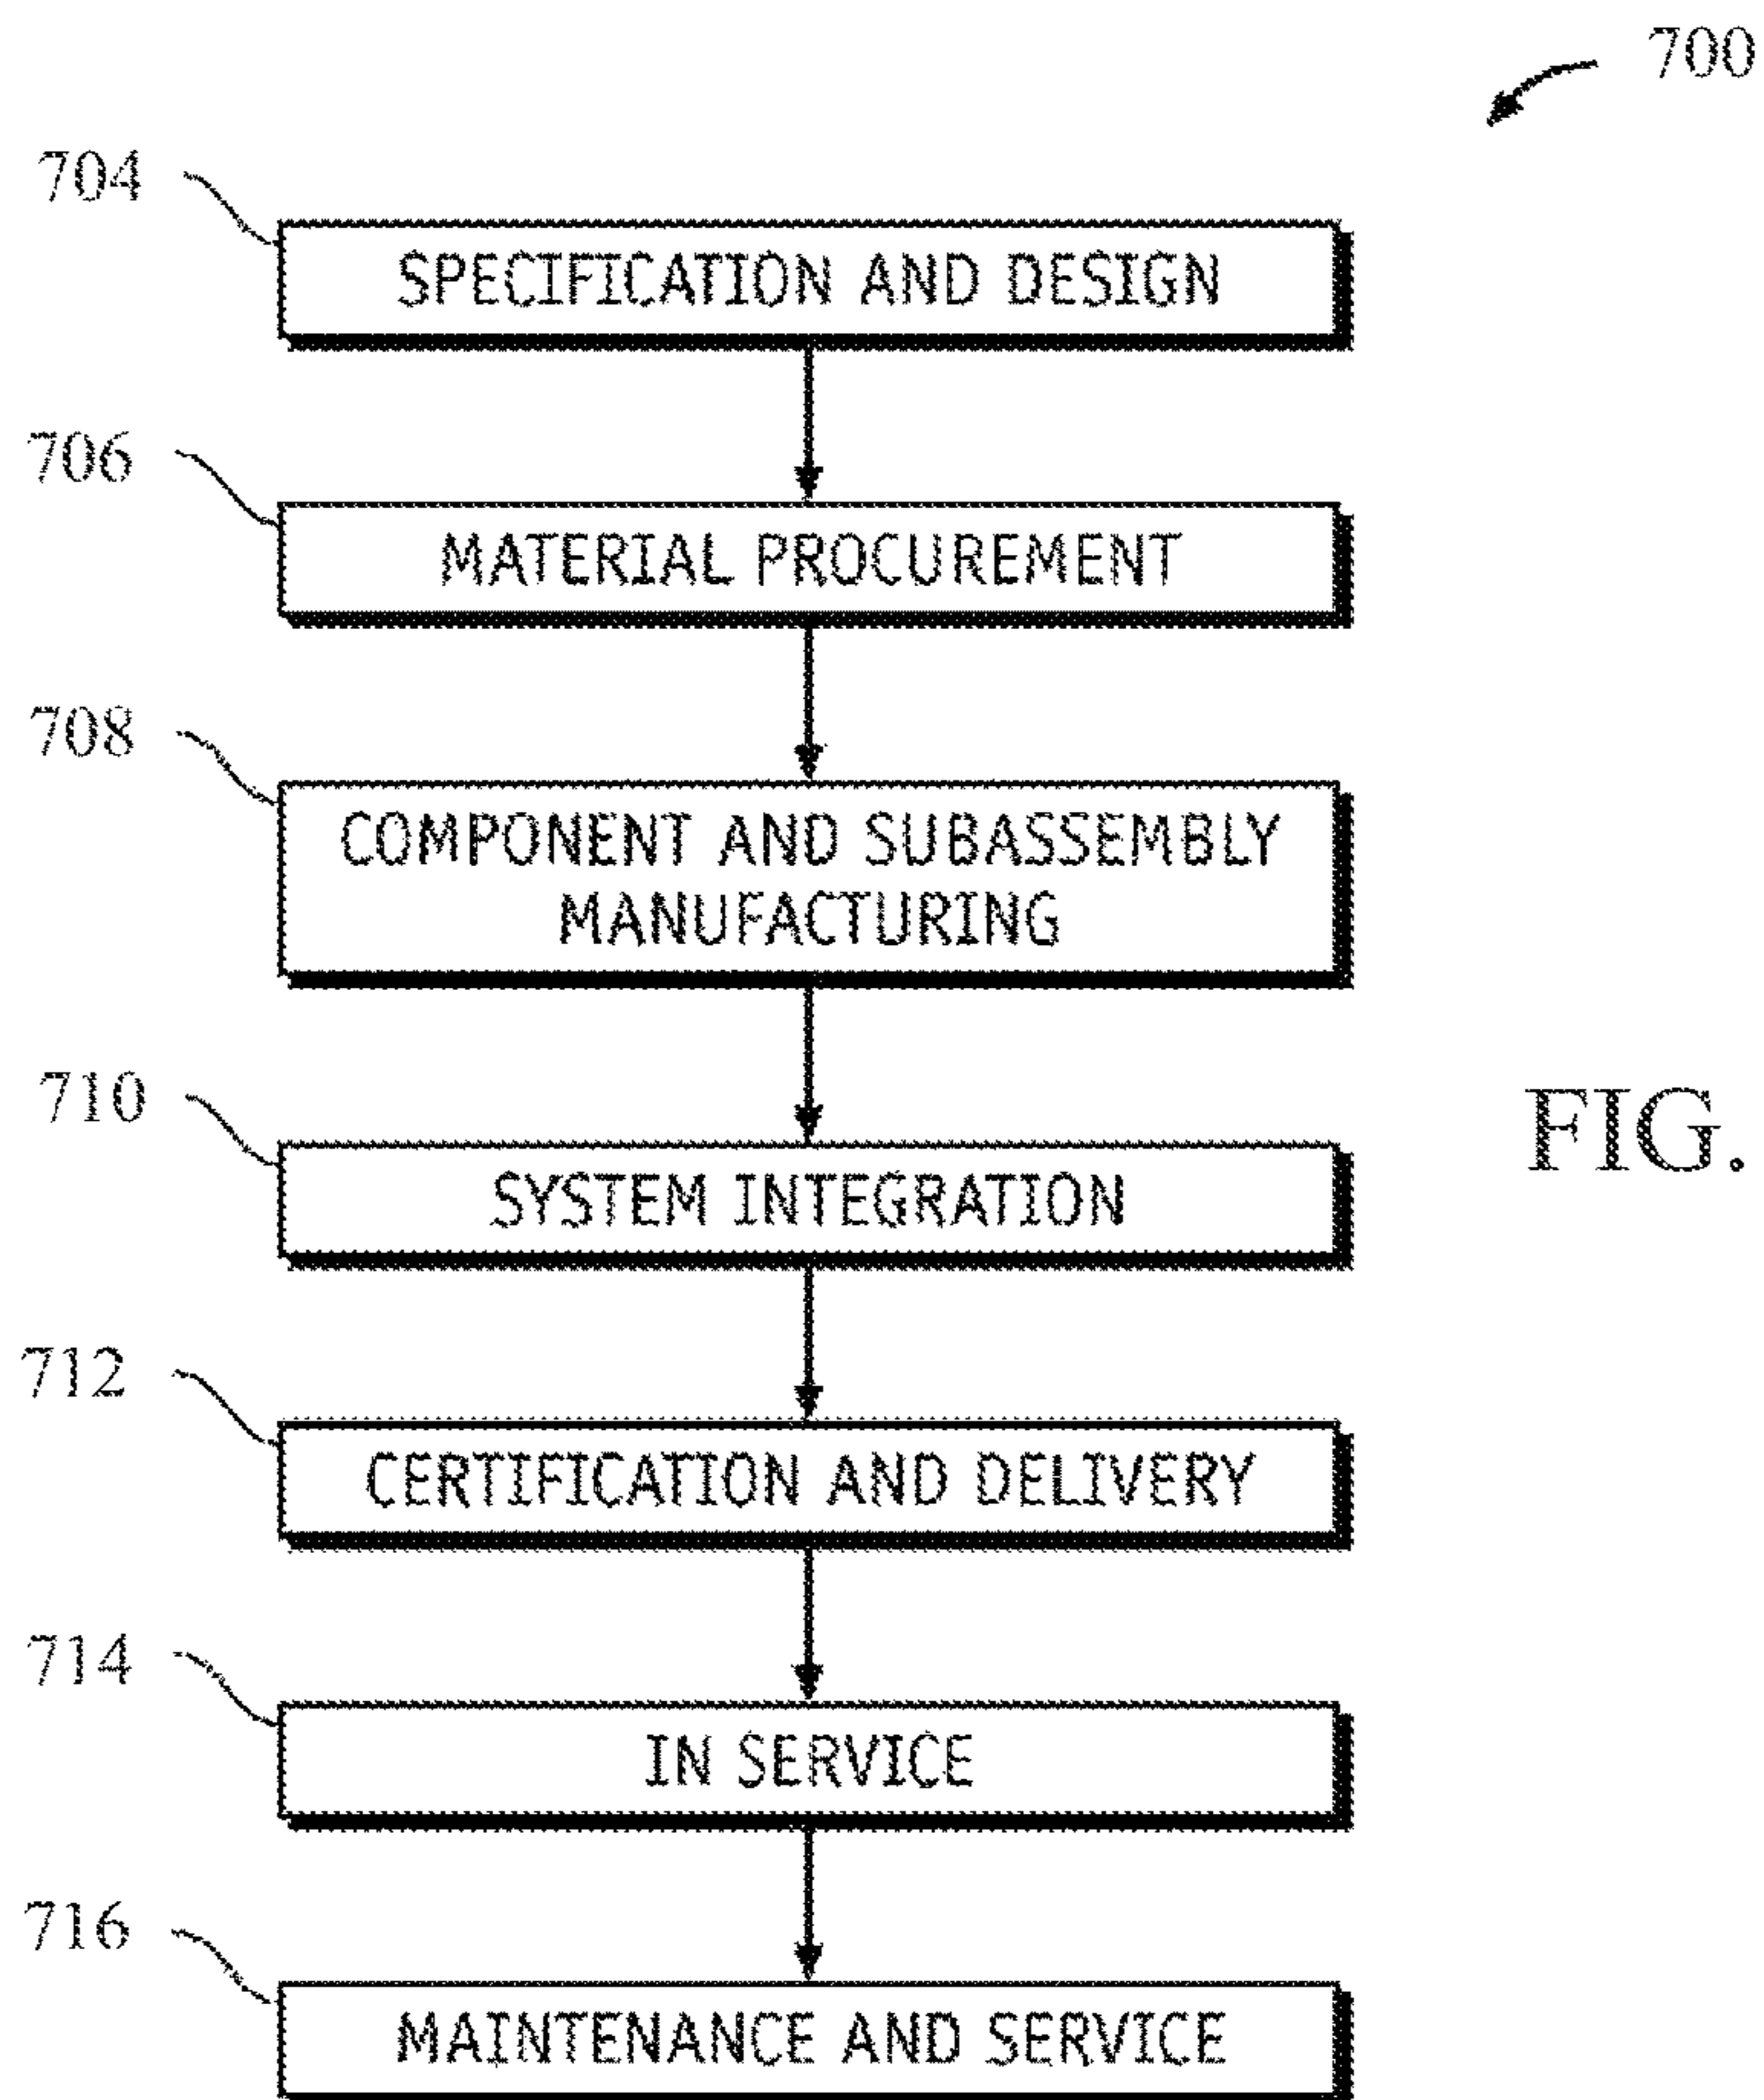 700
704
SPECIFICATION AND DESIGN
706
MATERIAL PROCUREMENT
708
COMPONENT AND SUBASSEMBLY
MANUFACTURING
710
SYSTEM INTEGRATION
FIG.
712
CERTIFICATION AND DELIVERY
714
IN SERVICE
716
MAINTENANCE AND SERVICE